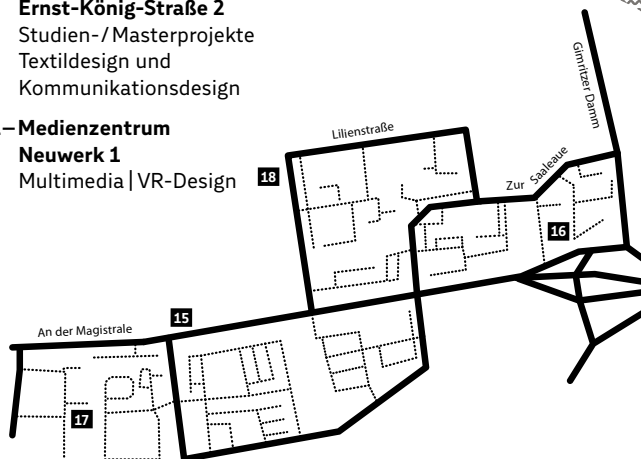 Ernst-König-Straße 2
Studien-/Masterprojekte
Textildesign und
Kommunikationsdesign
–Medienzentrum
Neuwerk 1
Multimedia | VR-Design
18
Lilienstraße
Gimritzer Damm
Zur Saaleaue
16
15
An der Magistrale
17